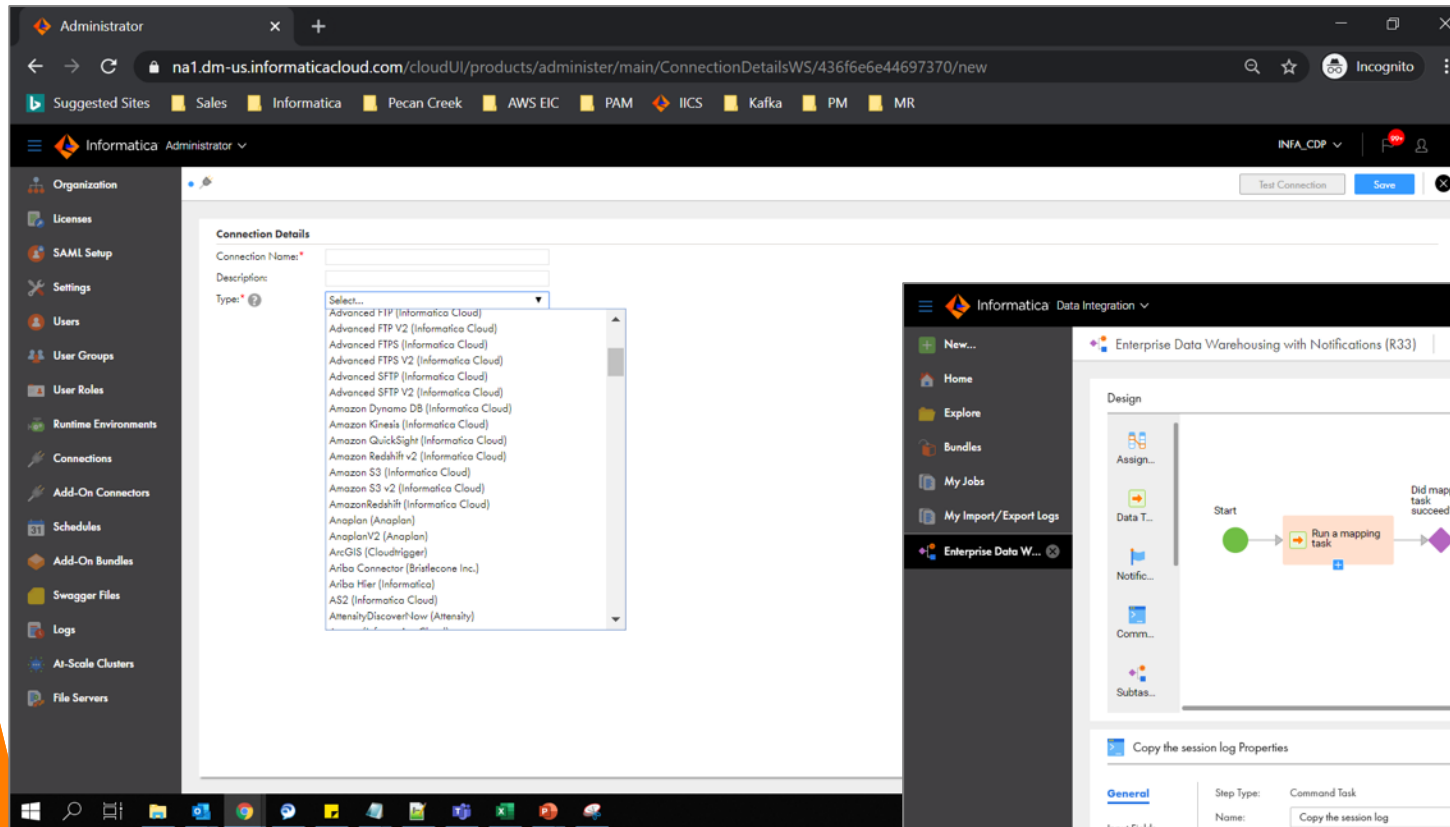 Administrator
na1.dm-us.informaticacloud.com/cloudUI/products/administer/main/ConnectionDetailsWS/436f6e6e44697370/new
Incognito
Suggested Sites Sales Informatica Pecan Creek AWS EIC PAM IICS Kafka PM MR
Informatica Administrator
INFA_CDP
99+
Organization
Licenses
SAML Setup
Settings
Users
User Groups
User Roles
Runtime Environments
Connections
Add-On Connectors
Schedules
31
Add-On Bundles
Swagger Files
Logs
At-Scale Clusters
File Servers
Test Connection Save
Connection Details
Connection Name:*
Description:
Type:* ?
Select...
Advanced FTP (Informatica Cloud)
Advanced FTP V2 (Informatica Cloud)
Advanced FTPS (Informatica Cloud)
Advanced FTPS V2 (Informatica Cloud)
Advanced SFTP (Informatica Cloud)
Advanced SFTP V2 (Informatica Cloud)
Amazon Dynamo DB (Informatica Cloud)
Amazon Kinesis (Informatica Cloud)
Amazon QuickSight (Informatica Cloud)
Amazon Redshift v2 (Informatica Cloud)
Amazon S3 (Informatica Cloud)
Amazon S3 v2 (Informatica Cloud)
AmazonRedshift (Informatica Cloud)
Anaplan (Anaplan)
AnaplanV2 (Anaplan)
ArcGIS (Cloudtrigger)
Ariba Connector (Bristlecone Inc.)
Ariba Hier (Informatica)
AS2 (Informatica Cloud)
AttensityDiscoverNow (Attensity)
Informatica Data Integration
New...
Home
Explore
Bundles
My Jobs
My Import/Export Logs
Enterprise Data W...
Enterprise Data Warehousing with Notifications (R33)
Design
Assign...
Data T...
Notific...
Comm...
Subtas...
Start
Run a mapping
task
Did mapp
task
succeed
Copy the session log Properties
General
Step Type: Command Task
Name: Copy the session log